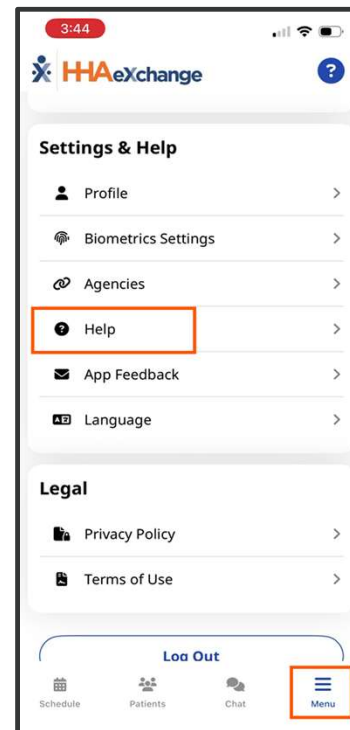 3:44
HHAeXchange
?
Settings & Help
Profile
Biometrics Settings
Agencies
Help
App Feedback
Language
Legal
Privacy Policy
Terms of Use
Log Out
Schedule Patients Chat Menu